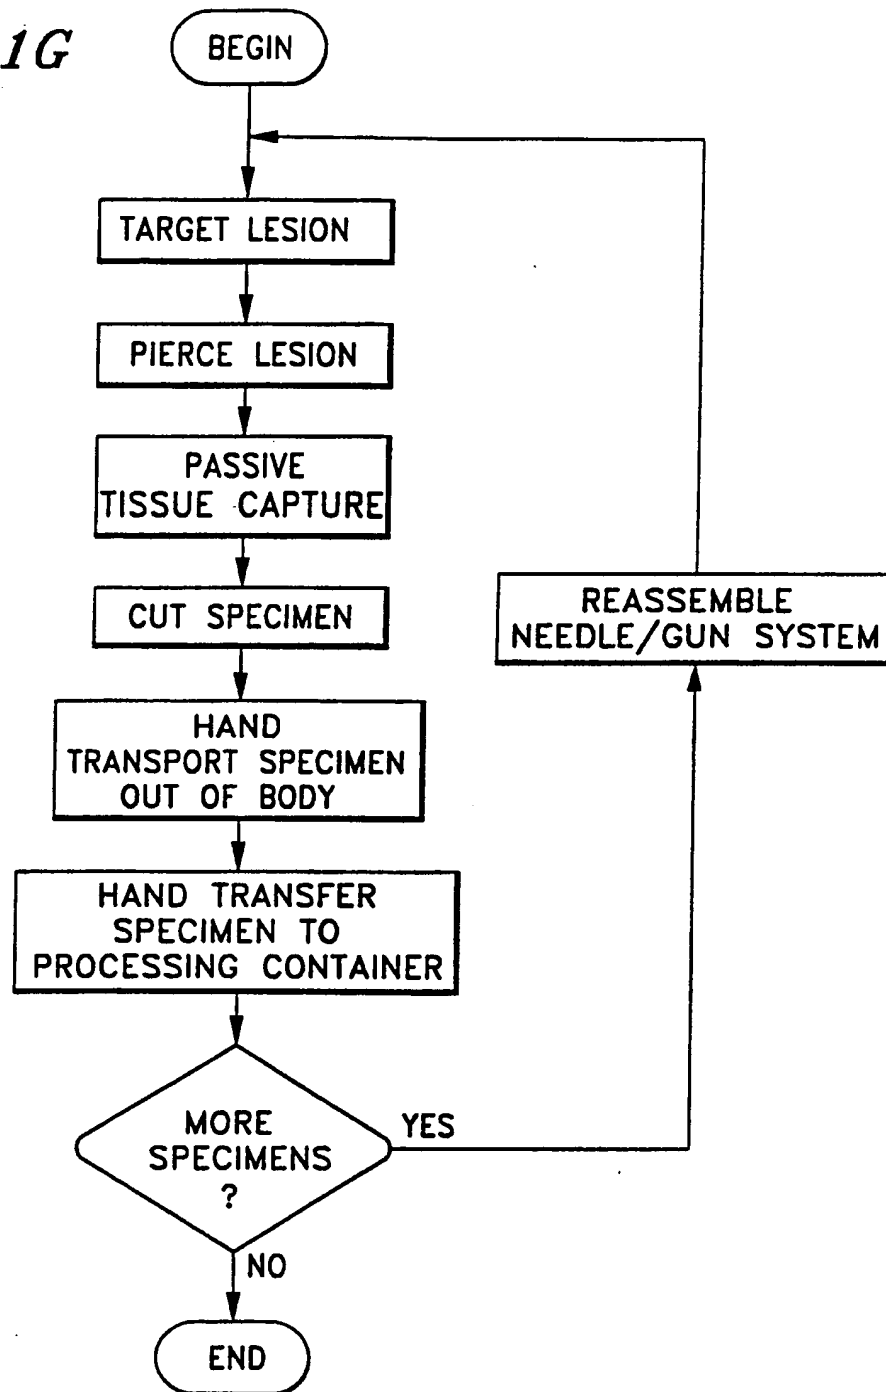 1G
BEGIN
TARGET LESION
PIERCE LESION
PASSIVE
TISSUE CAPTURE
CUT SPECIMEN
REASSEMBLE
NEEDLE/GUN SYSTEM
HAND
TRANSPORT SPECIMEN
OUT OF BODY
HAND TRANSFER
SPECIMEN TO
PROCESSING CONTAINER
MORE
SPECIMENS
?
YES
NO
END